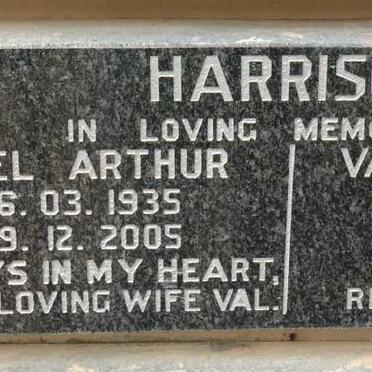 HARRIS
IN LOVING MEMO
EL ARTHUR VA
6. 03. 1935
9. 12. 2005
YS IN MY HEART,
LOVING WIFE VAL. R